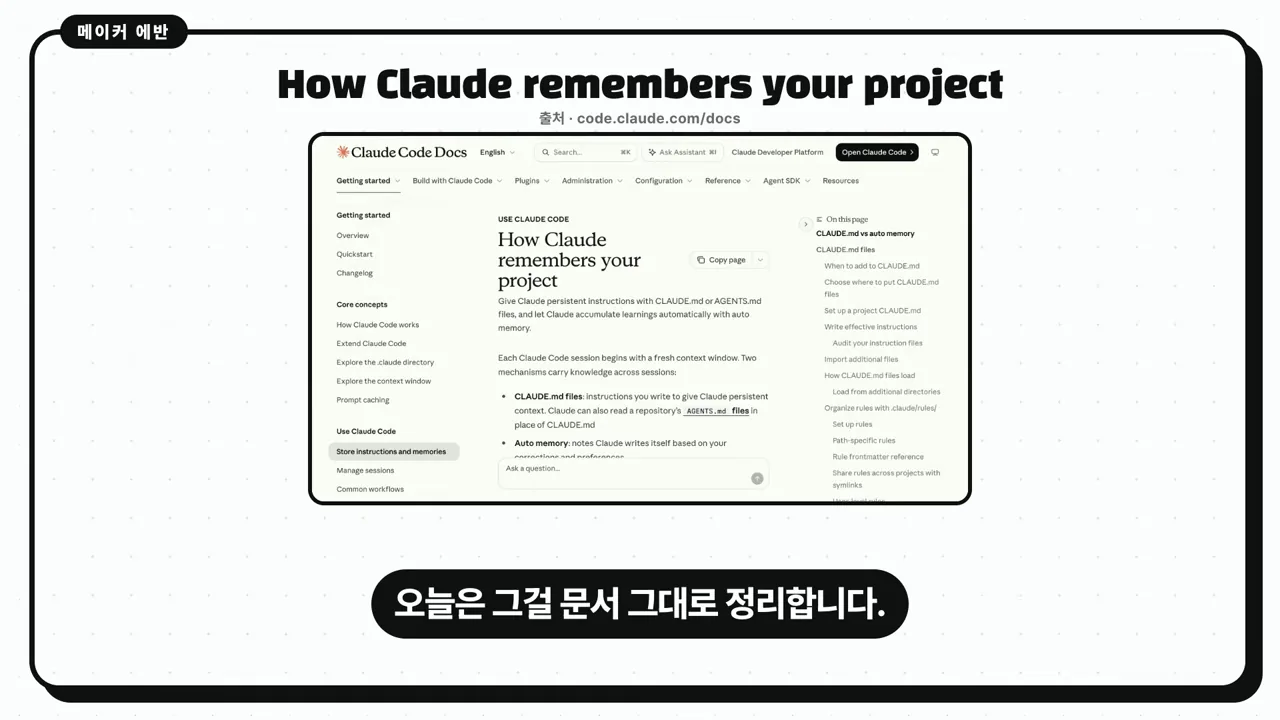 메이커 에반
How Claude remembers your project
출처 · code.claude.com/docs
Claude Code Docs
English
Search...
⌘K
Ask Assistant ⌘I
Claude Developer Platform
Open Claude Code
Getting started
Build with Claude Code
Plugins
Administration
Configuration
Reference
Agent SDK
Resources
Getting started
Overview
Quickstart
Changelog
Core concepts
How Claude Code works
Extend Claude Code
Explore the .claude directory
Explore the context window
Prompt caching
Use Claude Code
Store instructions and memories
Manage sessions
Common workflows
USE CLAUDE CODE
How Claude
remembers your
project
Copy page
Give Claude persistent instructions with CLAUDE.md or AGENTS.md
files, and let Claude accumulate learnings automatically with auto
memory.
Each Claude Code session begins with a fresh context window. Two
mechanisms carry knowledge across sessions:
• CLAUDE.md files: instructions you write to give Claude persistent
context. Claude can also read a repository's AGENTS.md files in
place of CLAUDE.md
• Auto memory: notes Claude writes itself based on your
corrections and preferences
Ask a question...
On this page
CLAUDE.md vs auto memory
CLAUDE.md files
When to add to CLAUDE.md
Choose where to put CLAUDE.md
files
Set up a project CLAUDE.md
Write effective instructions
Audit your instruction files
Import additional files
How CLAUDE.md files load
Load from additional directories
Organize rules with .claude/rules/
Set up rules
Path-specific rules
Rule frontmatter reference
Share rules across projects with
symlinks
오늘은 그걸 문서 그대로 정리합니다.